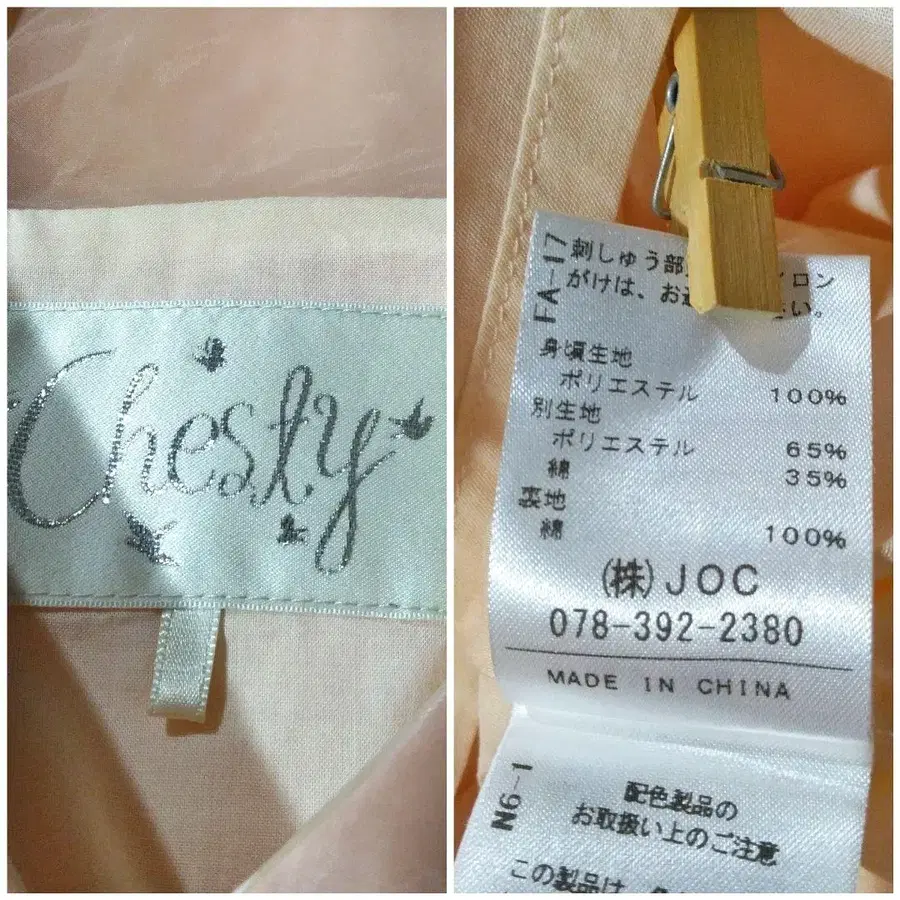 Chesty
FA-17
刺しゅう部 イロン
がけは、お い。
身頃生地
ポリエステル 100%
別生地
ポリエステル 65%
綿 35%
裏地
綿 100%
(株)JOC
078-392-2380
MADE IN CHINA
N6-1
配色製品の
お取扱い上のご注意
この製品は、